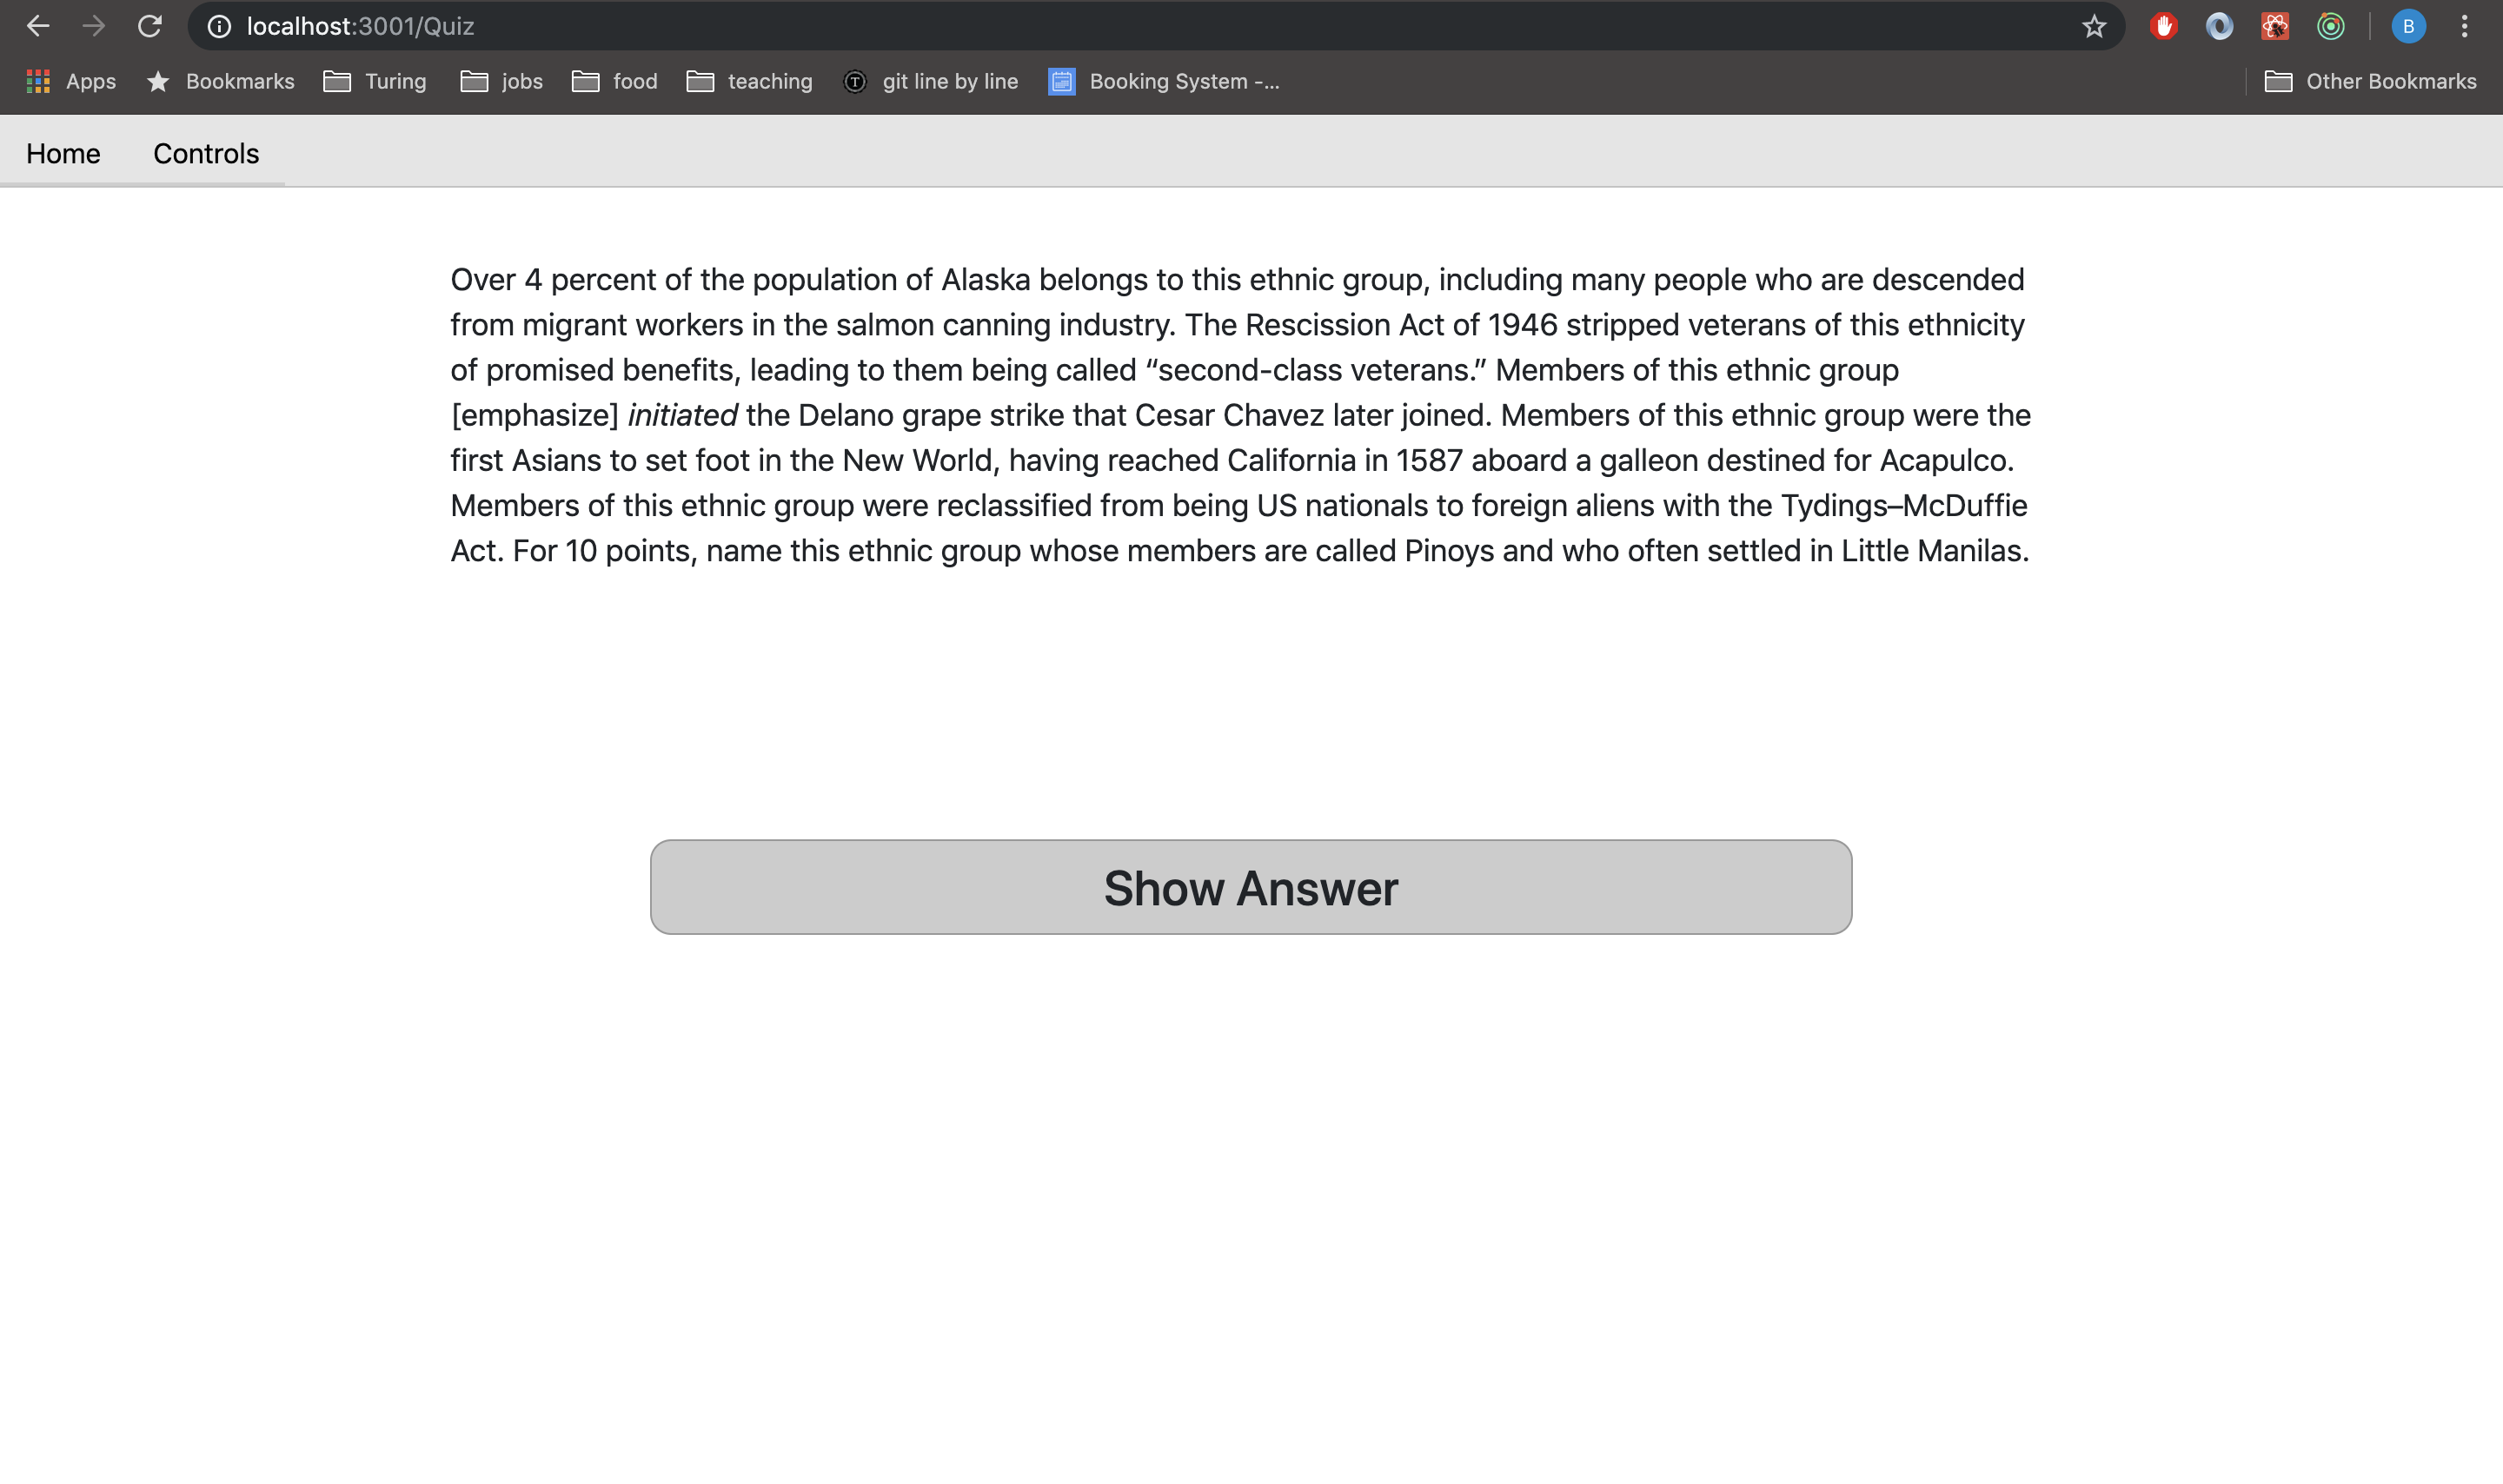 localhost:3001/Quiz
B
Apps Bookmarks Turing jobs food teaching T git line by line Booking System -... Other Bookmarks
Home Controls
Over 4 percent of the population of Alaska belongs to this ethnic group, including many people who are descended
from migrant workers in the salmon canning industry. The Rescission Act of 1946 stripped veterans of this ethnicity
of promised benefits, leading to them being called “second-class veterans.” Members of this ethnic group
[emphasize] initiated the Delano grape strike that Cesar Chavez later joined. Members of this ethnic group were the
first Asians to set foot in the New World, having reached California in 1587 aboard a galleon destined for Acapulco.
Members of this ethnic group were reclassified from being US nationals to foreign aliens with the Tydings–McDuffie
Act. For 10 points, name this ethnic group whose members are called Pinoys and who often settled in Little Manilas.
Show Answer